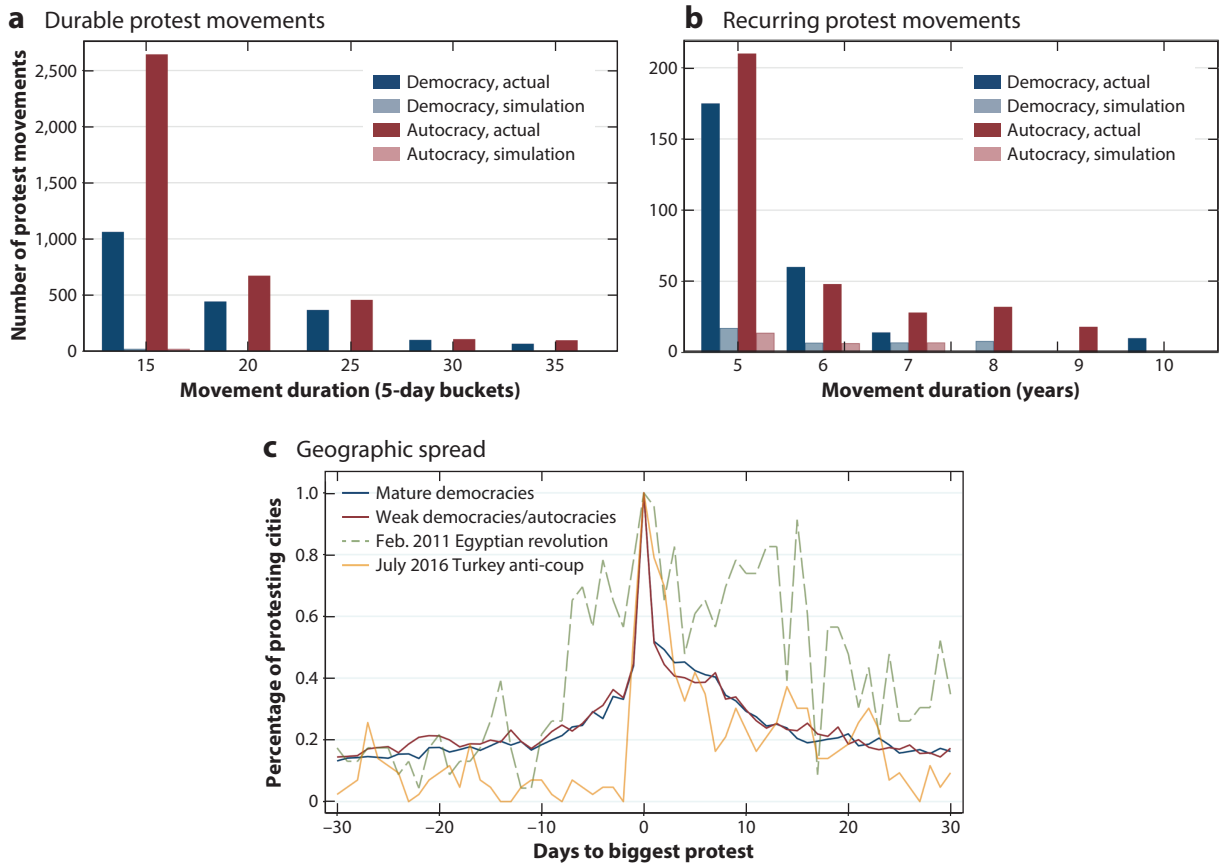 a Durable protest movements
Number of protest movements
2,500
2,000
1,500
1,000
500
0
Democracy, actual
Democracy, simulation
Autocracy, actual
Autocracy, simulation
15 20 25 30 35
Movement duration (5-day buckets)
b Recurring protest movements
200
150
100
50
0
Democracy, actual
Democracy, simulation
Autocracy, actual
Autocracy, simulation
5 6 7 8 9 10
Movement duration (years)
c Geographic spread
Percentage of protesting cities
1.0
0.8
0.6
0.4
0.2
0
Mature democracies
Weak democracies/autocracies
Feb. 2011 Egyptian revolution
July 2016 Turkey anti-coup
–30 –20 –10 0 10 20 30
Days to biggest protest